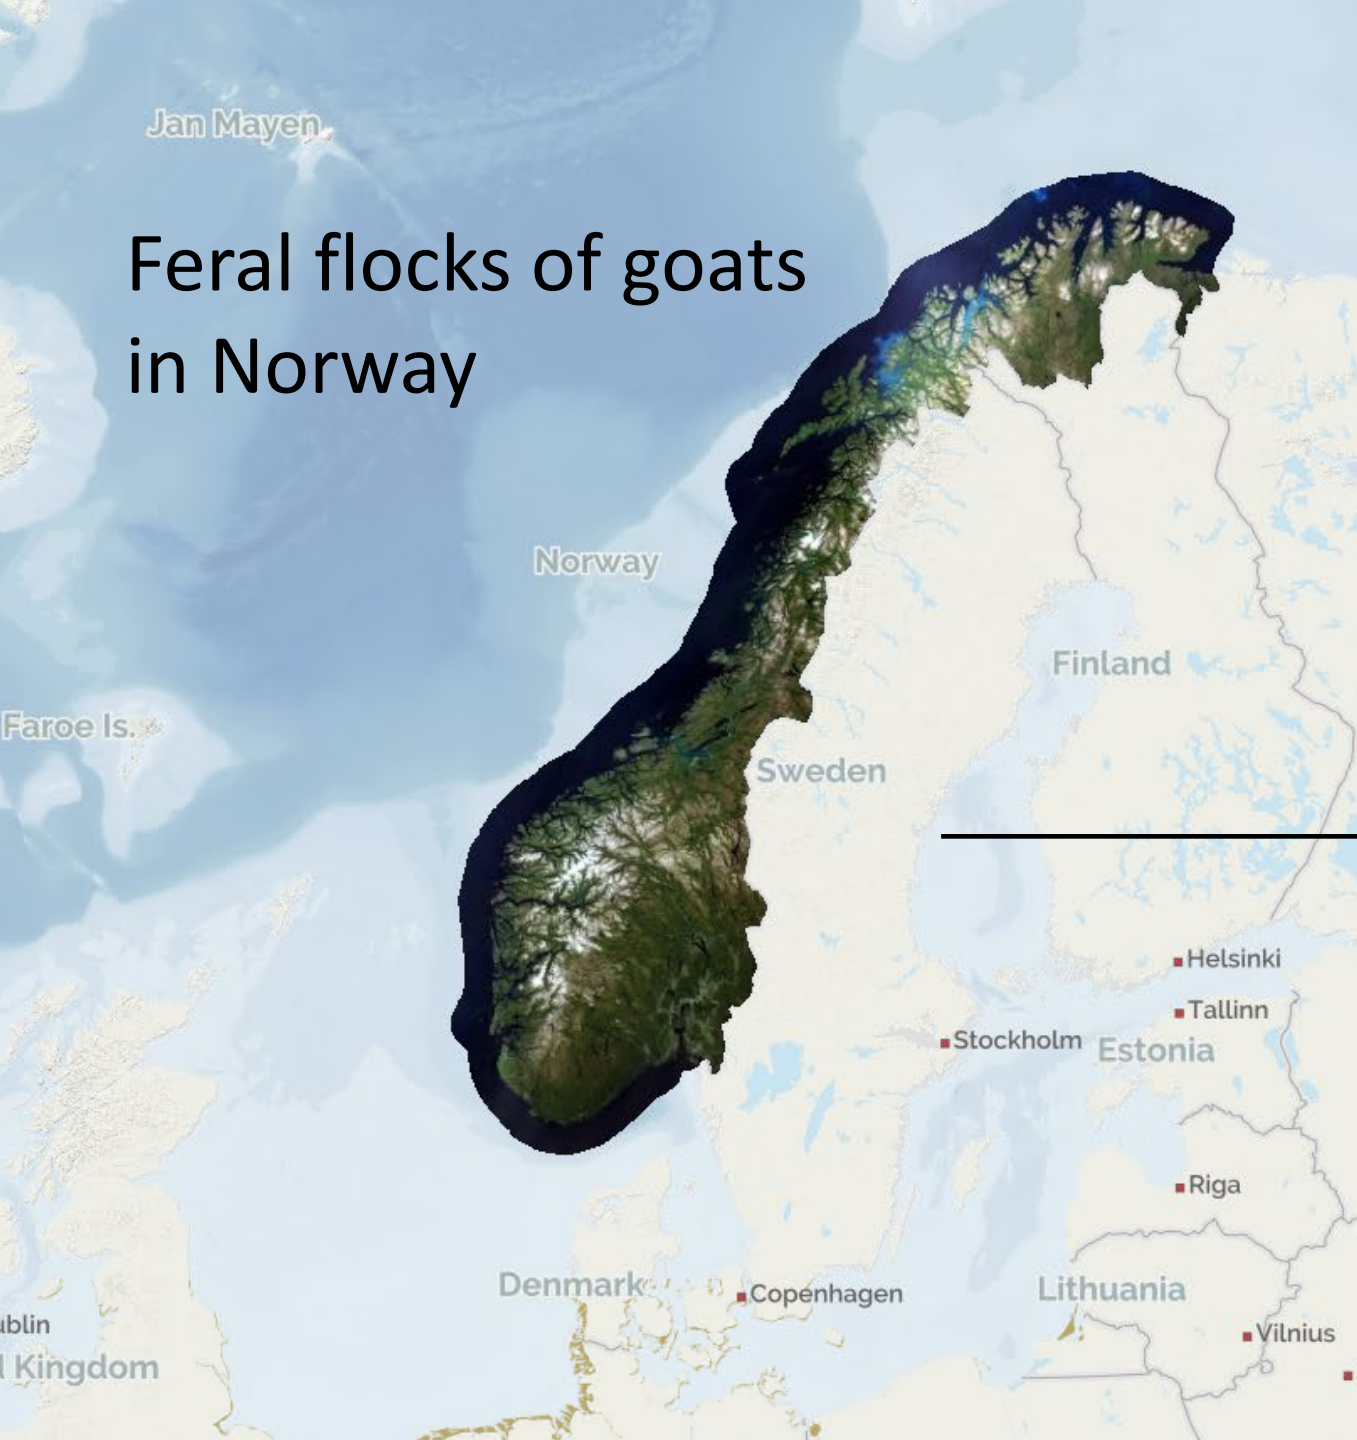 Jan Mayen
Feral flocks of goats
in Norway
Norway
Finland
Faroe Is.
Sweden
Helsinki
Tallinn
Stockholm
Estonia
Riga
Denmark
Copenhagen
Lithuania
ublin
Vilnius
Kingdom